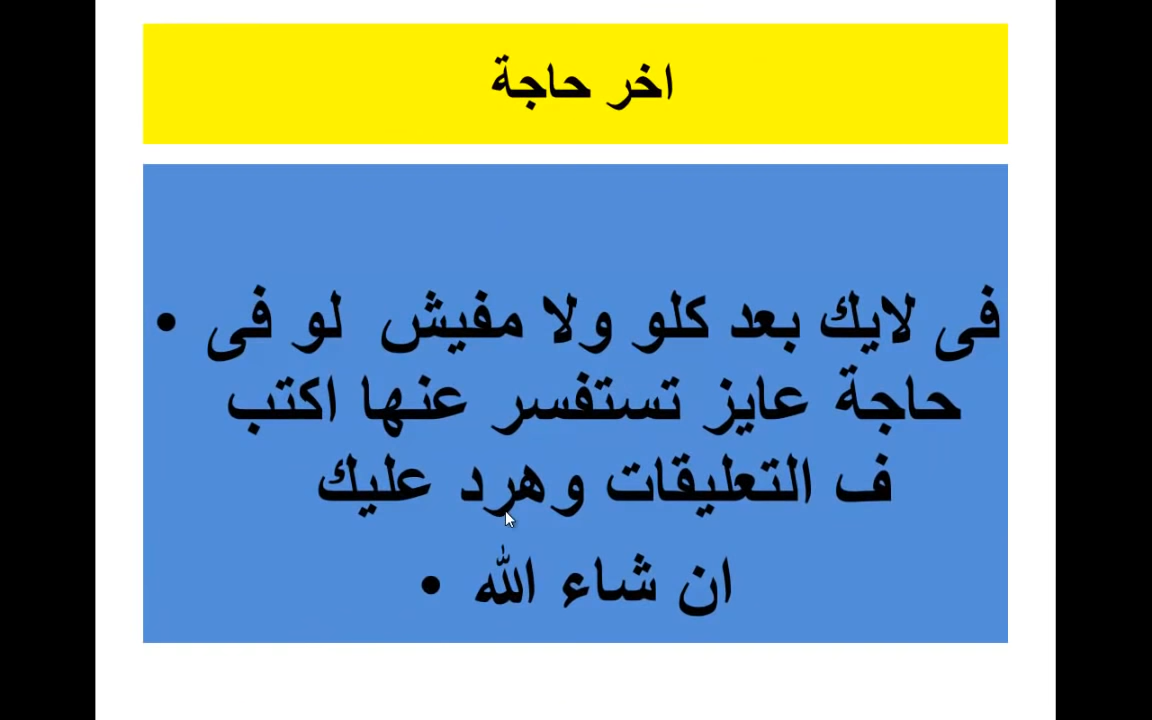 اخر حاجة
فى لايك بعد كلو ولا مفيش لو فى •
حاجة عايز تستفسر عنها اكتب
ف التعليقات وهرد عليك
ان شاء الله •